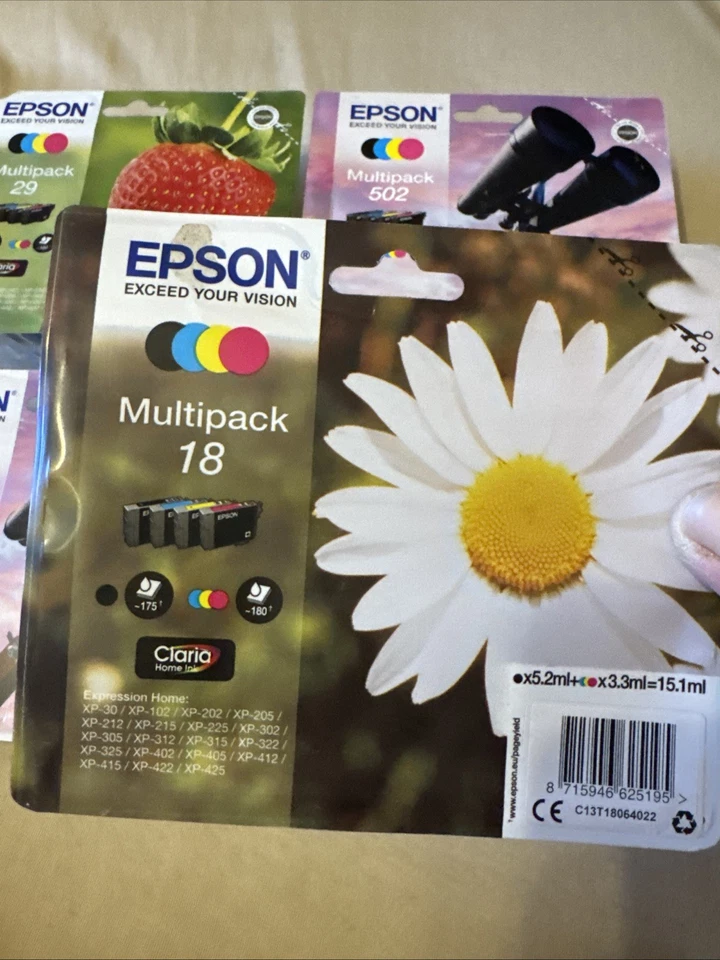 EPSON®
EXCEED YOUR VISION
Multipack
29
EPSON®
EXCEED YOUR VISION
Multipack
502
EPSON®
EXCEED YOUR VISION
Multipack
18
EPSON
~175†
~180†
Claria
Home Ink
Expression Home:
XP-30 / XP-102 / XP-202 / XP-205 /
XP-212 / XP-215 / XP-225 / XP-302 /
XP-305 / XP-312 / XP-315 / XP-322 /
XP-325 / XP-402 / XP-405 / XP-412 /
XP-415 / XP-422 / XP-425
x5.2ml+ x3.3ml=15.1ml
www.epson.eu/pageyield
8 715946 625195 >
CE C13T18064022